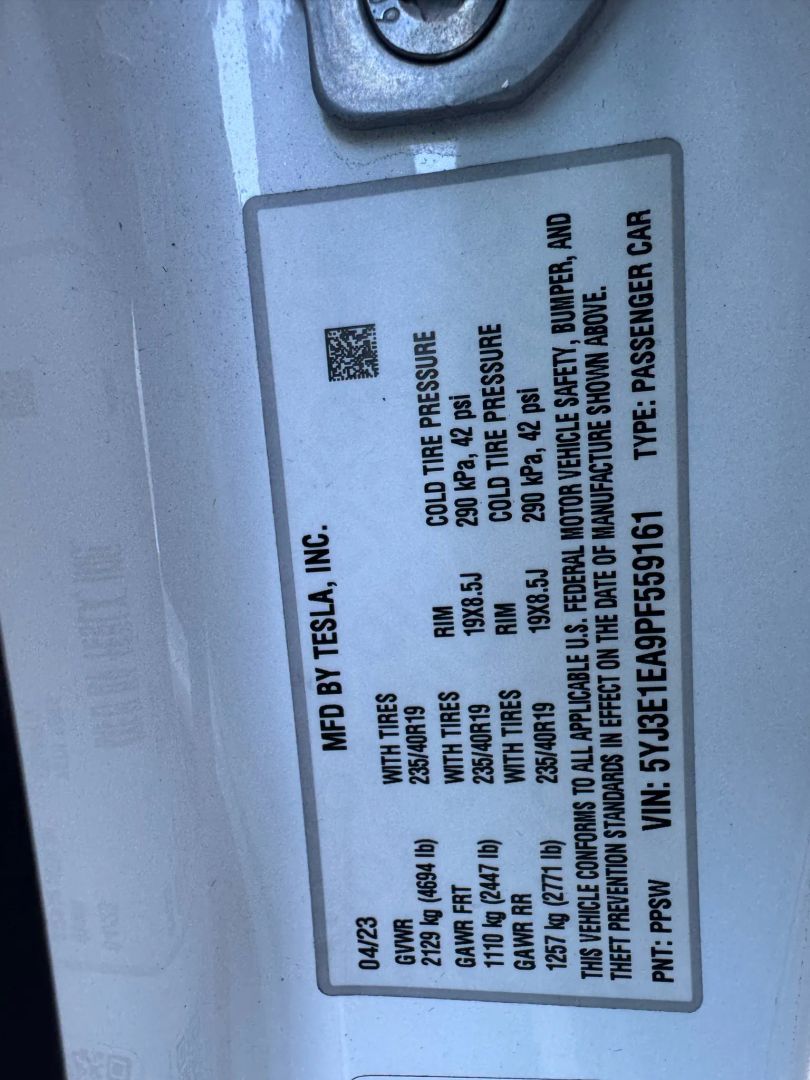 MFD BY TESLA, INC.
04/23
GVWR WITH TIRES
2129 kg (4694 lb) 235/40R19
GAWR FRT WITH TIRES RIM COLD TIRE PRESSURE
1110 kg (2447 lb) 235/40R19 19X8.5J 290 kPa, 42 psi
GAWR RR WITH TIRES RIM COLD TIRE PRESSURE
1257 kg (2771 lb) 235/40R19 19X8.5J 290 kPa, 42 psi
THIS VEHICLE CONFORMS TO ALL APPLICABLE U.S. FEDERAL MOTOR VEHICLE SAFETY, BUMPER, AND
THEFT PREVENTION STANDARDS IN EFFECT ON THE DATE OF MANUFACTURE SHOWN ABOVE.
PNT: PPSW VIN: 5YJ3E1EA9PF559161 TYPE: PASSENGER CAR